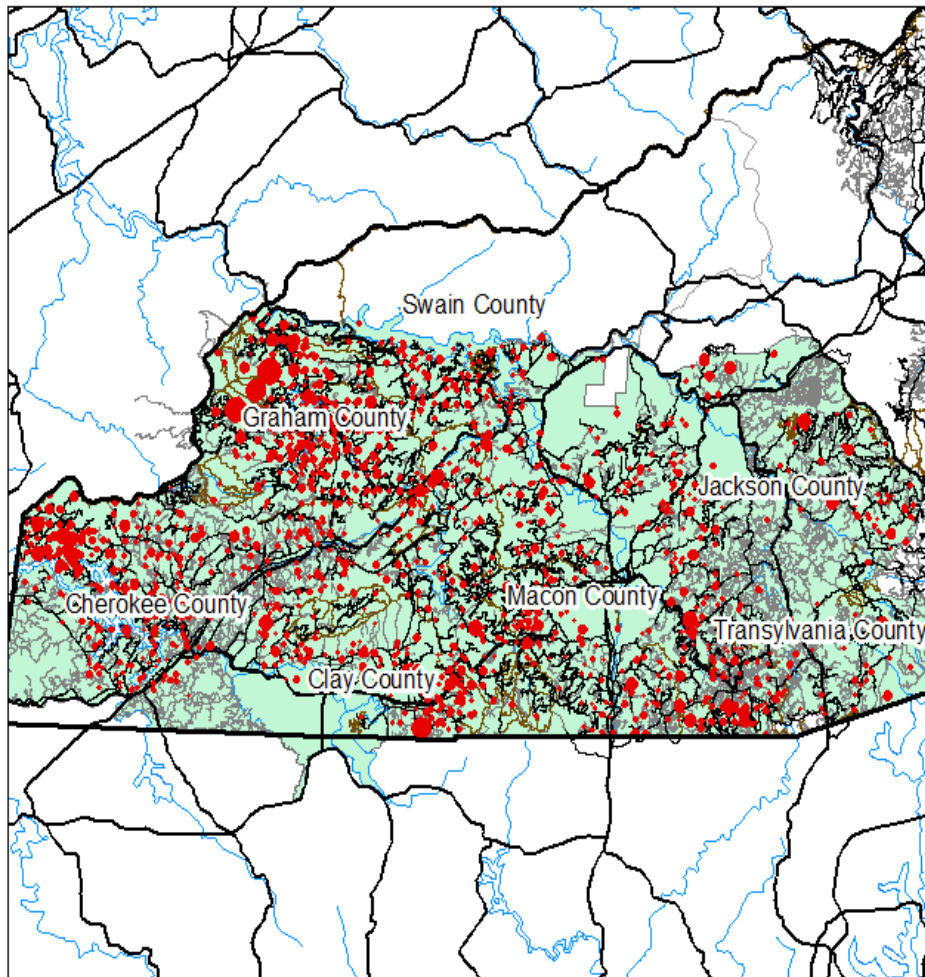 Swain County
Graham County
Jackson County
Cherokee County
Macon County
Transylvania County
Clay County